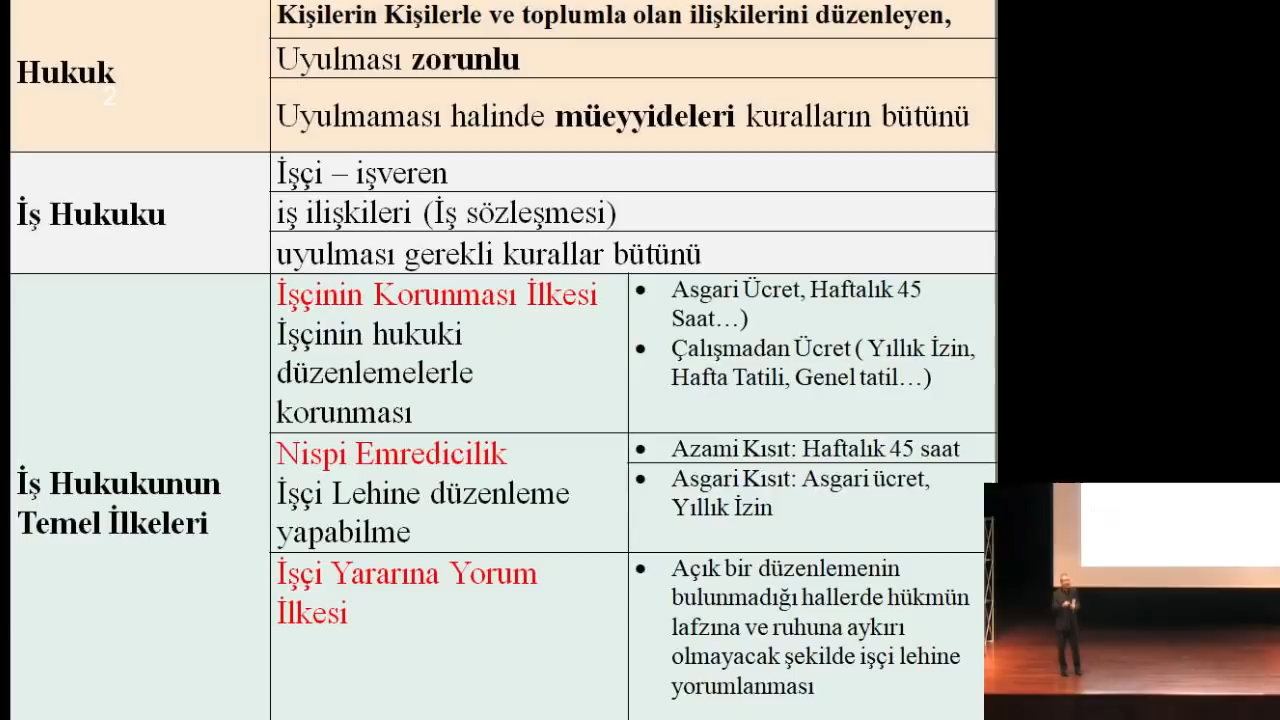 Kişilerin Kişilerle ve toplumla olan ilişkilerini düzenleyen,
Hukuk
2
Uyulması zorunlu
Uyulmaması halinde müeyyideleri kuralların bütünü
İş Hukuku
İşçi – işveren
iş ilişkileri (İş sözleşmesi)
uyulması gerekli kurallar bütünü
İş Hukukunun
Temel İlkeleri
İşçinin Korunması İlkesi
İşçinin hukuki
düzenlemelerle
korunması
• Asgari Ücret, Haftalık 45
Saat…)
• Çalışmadan Ücret ( Yıllık İzin,
Hafta Tatili, Genel tatil…)
Nispi Emredicilik
İşçi Lehine düzenleme
yapabilme
• Azami Kısıt: Haftalık 45 saat
• Asgari Kısıt: Asgari ücret,
Yıllık İzin
İşçi Yararına Yorum
İlkesi
• Açık bir düzenlemenin
bulunmadığı hallerde hükmün
lafzına ve ruhuna aykırı
olmayacak şekilde işçi lehine
yorumlanması